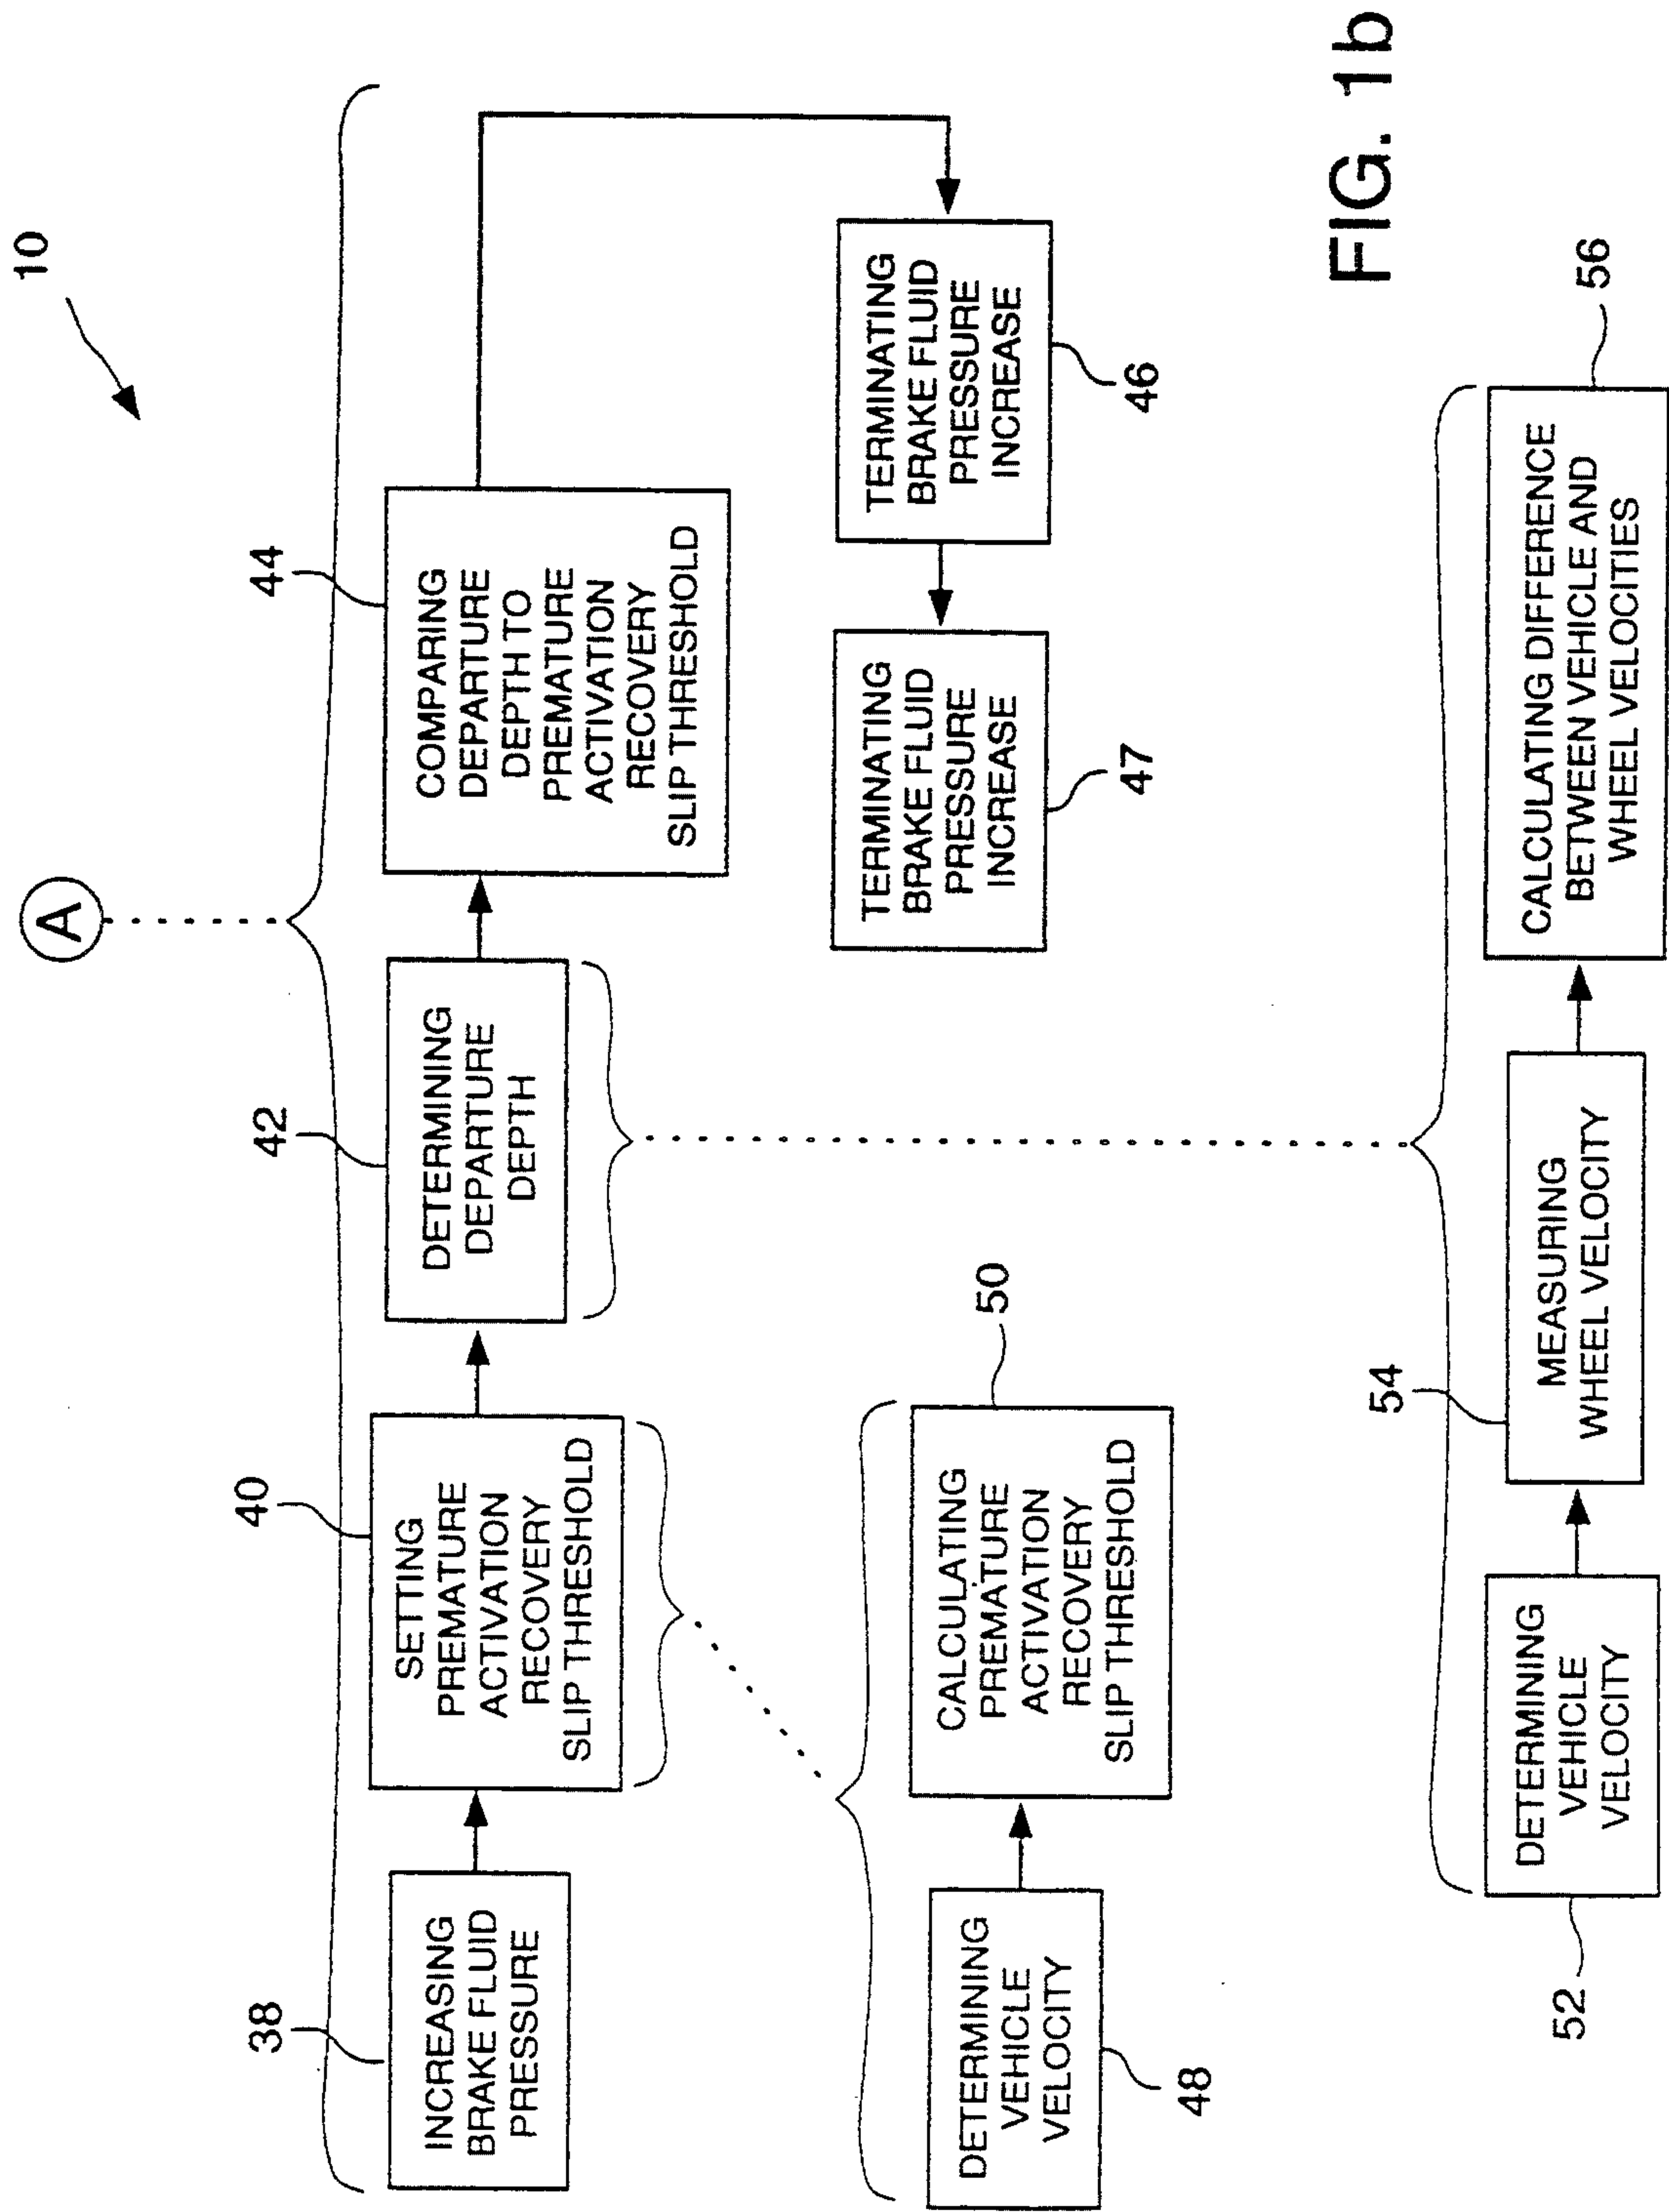 10
A
38
INCREASING
BRAKE FLUID
PRESSURE
40
SETTING
PREMATURE
ACTIVATION
RECOVERY
SLIP THRESHOLD
42
DETERMINING
DEPARTURE
DEPTH
44
COMPARING
DEPARTURE
DEPTH TO
PREMATURE
ACTIVATION
RECOVERY
SLIP THRESHOLD
TERMINATING
BRAKE FLUID
PRESSURE
INCREASE
47
TERMINATING
BRAKE FLUID
PRESSURE
INCREASE
46
DETERMINING
VEHICLE
VELOCITY
48
CALCULATING
PREMATURE
ACTIVATION
RECOVERY
SLIP THRESHOLD
50
52
DETERMINING
VEHICLE
VELOCITY
54
MEASURING
WHEEL VELOCITY
CALCULATING DIFFERENCE
BETWEEN VEHICLE AND
WHEEL VELOCITIES
56
FIG. 1b